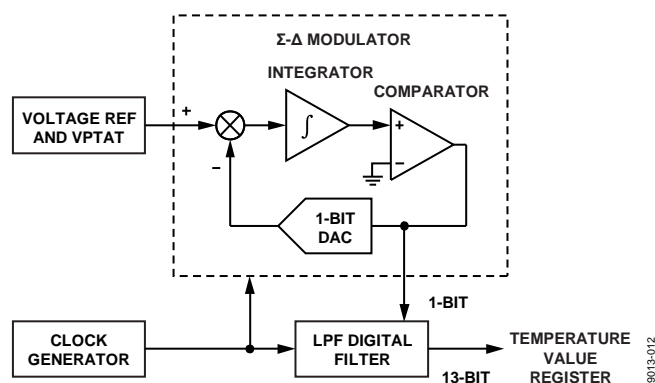 Σ-Δ MODULATOR
INTEGRATOR
COMPARATOR
VOLTAGE REF
AND VPTAT
+
−
∫
+
−
1-BIT
DAC
1-BIT
CLOCK
GENERATOR
LPF DIGITAL
FILTER
13-BIT
TEMPERATURE
VALUE
REGISTER
9013-012